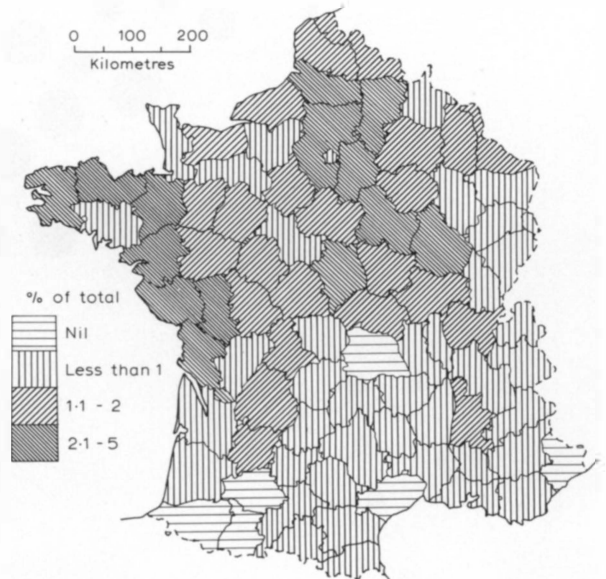 0 100 200
Kilometres
% of total
Nil
Less than 1
1·1 - 2
2·1 - 5